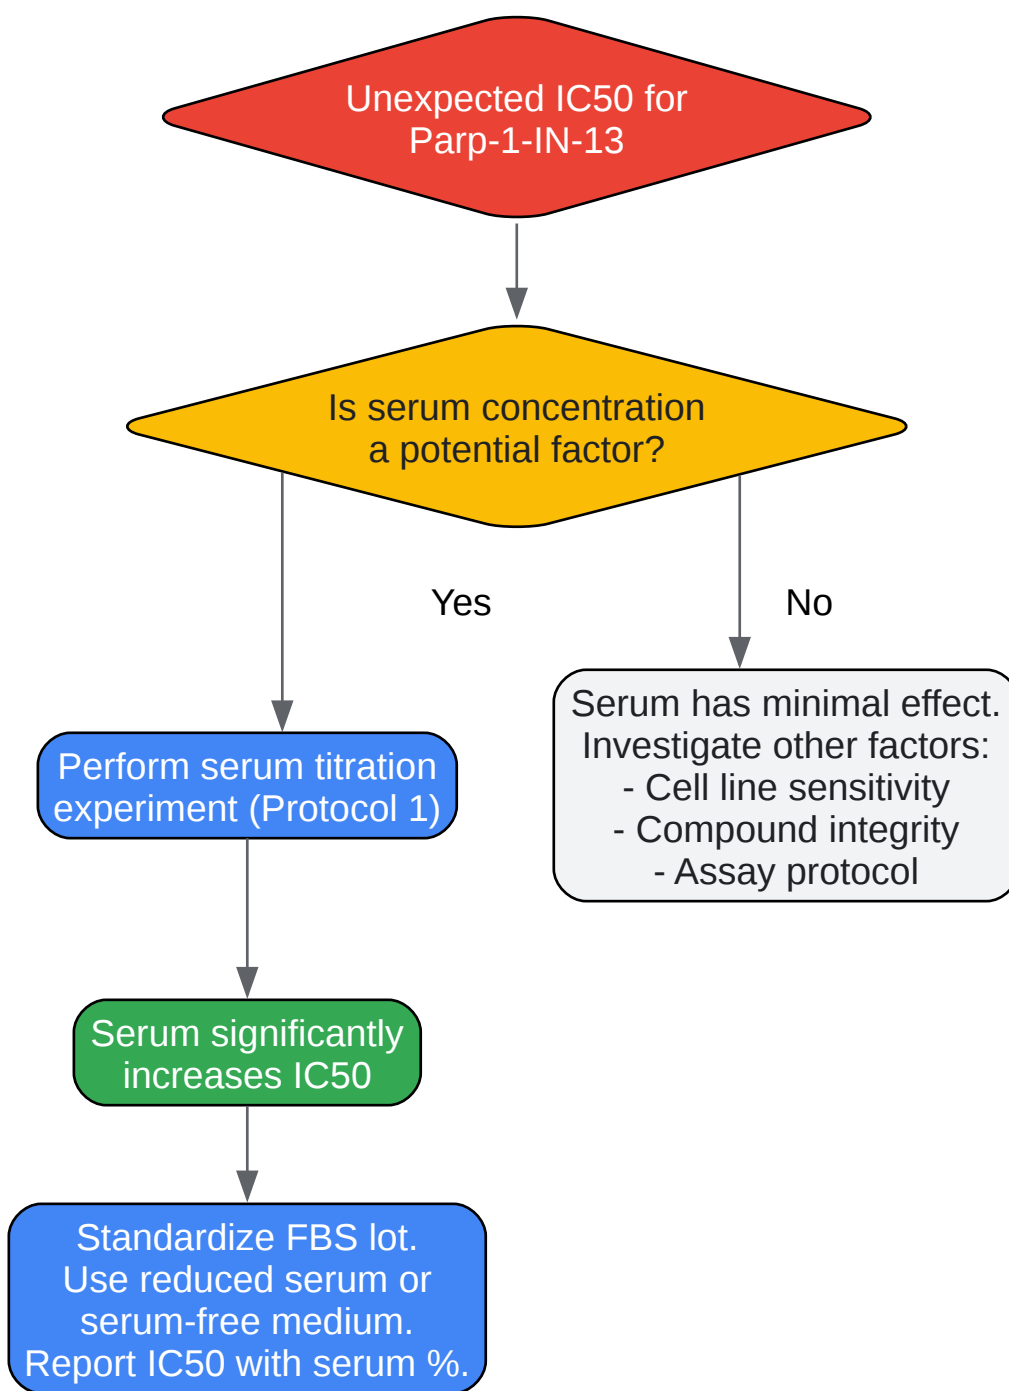 Unexpected IC50 for
Parp-1-IN-13
Is serum concentration
a potential factor?
Yes
No
Serum has minimal effect.
Investigate other factors:
- Cell line sensitivity
- Compound integrity
- Assay protocol
Perform serum titration
experiment (Protocol 1)
Serum significantly
increases IC50
Standardize FBS lot.
Use reduced serum or
serum-free medium.
Report IC50 with serum %.